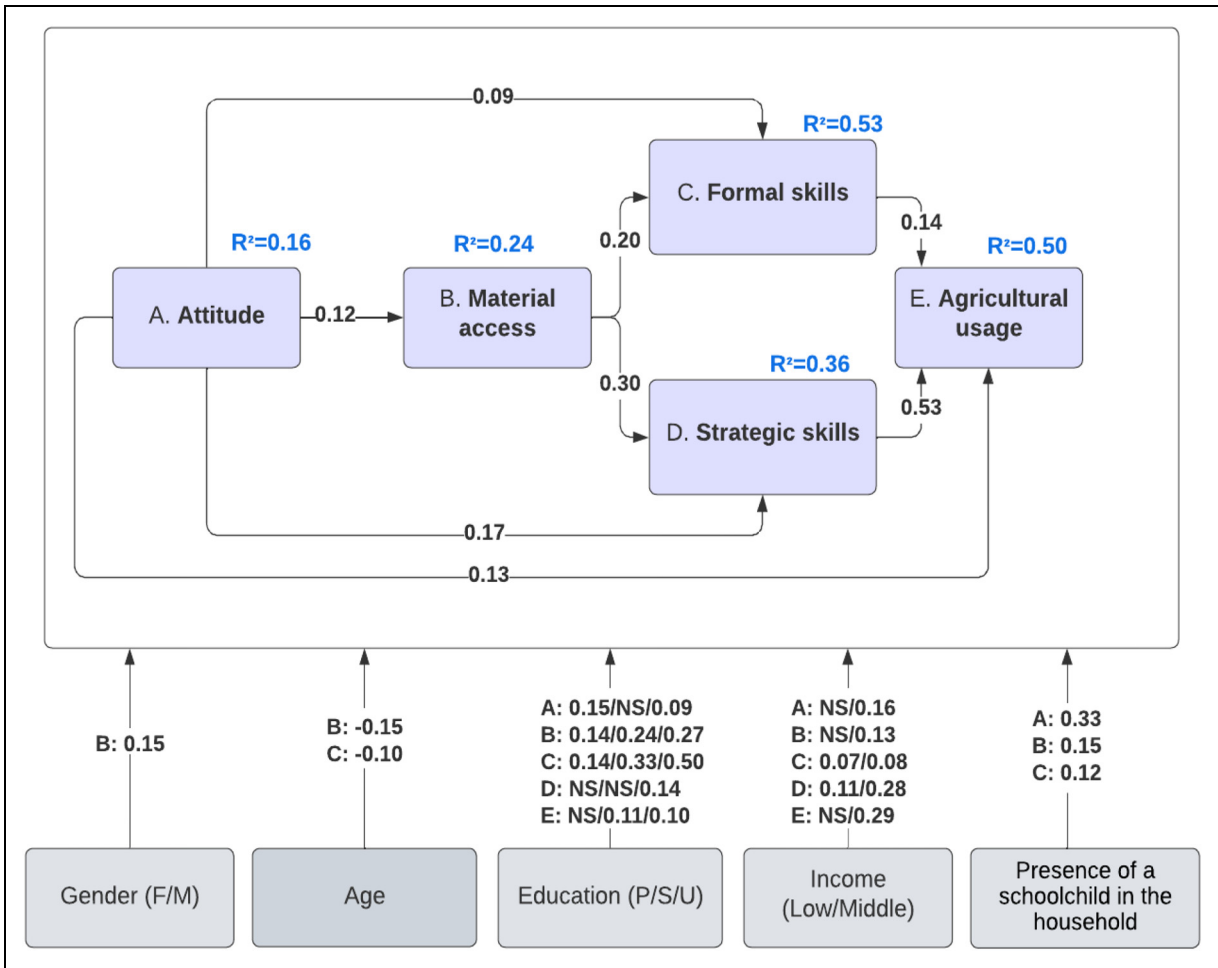 0.09
R²=0.53
C. Formal skills
0.20
0.14
R²=0.16
R²=0.24
R²=0.50
A. Attitude
0.12
B. Material
access
E. Agricultural
usage
R²=0.36
0.30
0.53
D. Strategic skills
0.17
0.13
B: 0.15
B: -0.15
C: -0.10
A: 0.15/NS/0.09
B: 0.14/0.24/0.27
C: 0.14/0.33/0.50
D: NS/NS/0.14
E: NS/0.11/0.10
A: NS/0.16
B: NS/0.13
C: 0.07/0.08
D: 0.11/0.28
E: NS/0.29
A: 0.33
B: 0.15
C: 0.12
Gender (F/M)
Age
Education (P/S/U)
Income
(Low/Middle)
Presence of a
schoolchild in the
household